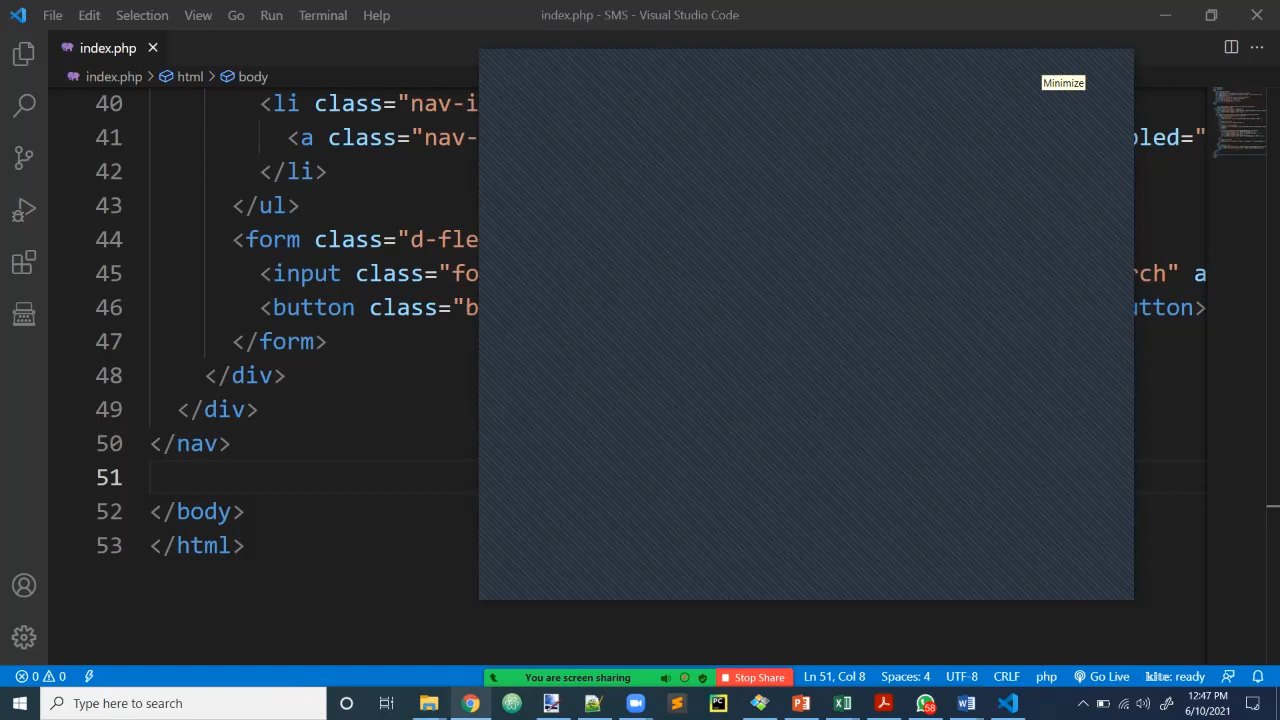 File Edit Selection View Go Run Terminal Help
index.php - SMS - Visual Studio Code
index.php
index.php > html > body
Minimize
40 <li class="nav-i
41 <a class="nav- bled="
42 </li>
43 </ul>
44 <form class="d-fle
45 <input class="fo rch" a
46 <button class="b utton>
47 </form>
48 </div>
49 </div>
50 </nav>
51
52 </body>
53 </html>
0 0
You are screen sharing
Stop Share
Ln 51, Col 8 Spaces: 4 UTF-8 CRLF php Go Live kite: ready
Type here to search
PC
58
12:47 PM
6/10/2021